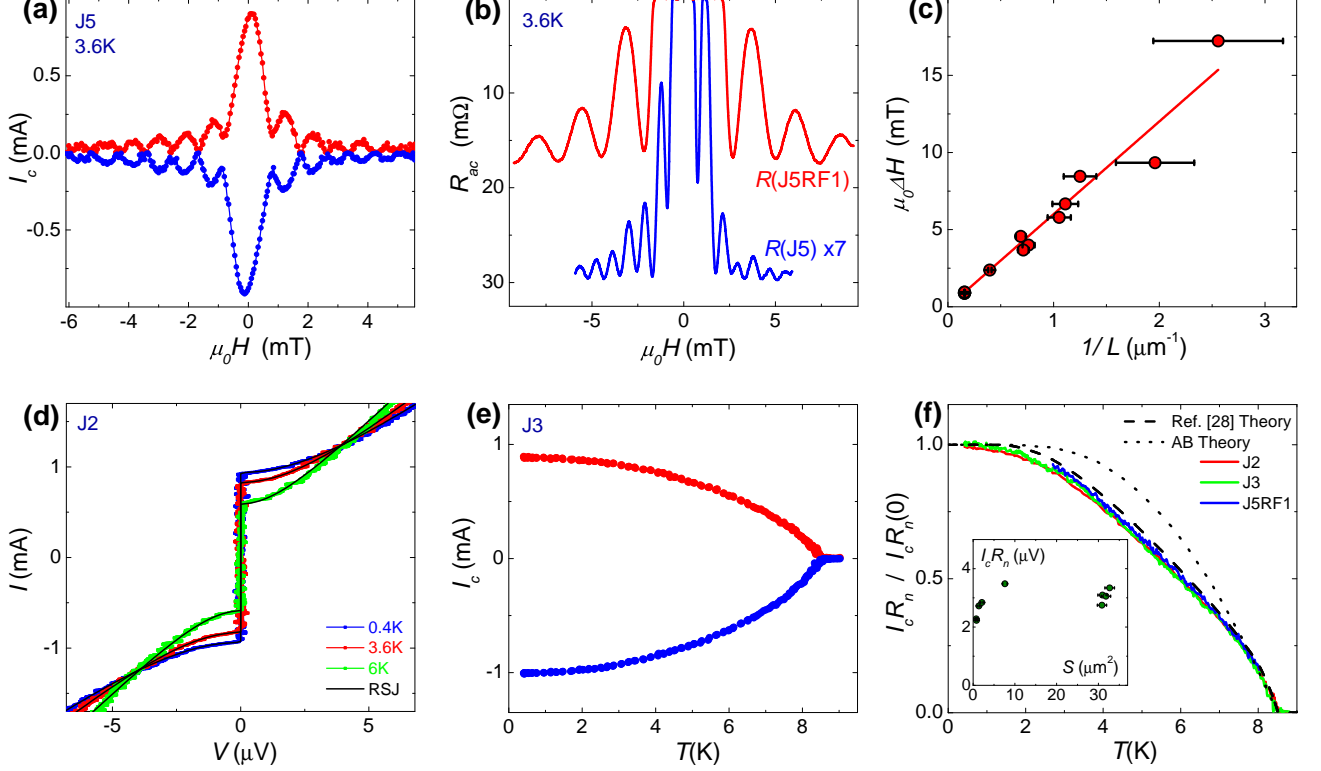 (a)
J5
3.6K
0.5
0.0
-0.5
I_c (mA)
-6 -4 -2 0 2 4
μ_0H (mT)
(b)
3.6K
10
20
30
R_ac (mΩ)
R(J5RF1)
R(J5) x7
-5 0 5
μ_0H (mT)
(c)
15
10
5
0
μ_0ΔH (mT)
0 1 2 3
1/L (μm^-1)
(d)
J2
1
0
-1
I (mA)
0.4K
3.6K
6K
RSJ
-5 0 5
V (μV)
(e)
J3
1
0
-1
I_c (mA)
0 2 4 6 8
T(K)
(f)
Ref. [28] Theory
AB Theory
J2
J3
J5RF1
1.0
0.5
0.0
I_cR_n / I_cR_n(0)
I_cR_n (μV)
4
2
0
S (μm^2)
0 10 20 30
0 2 4 6 8
T(K)